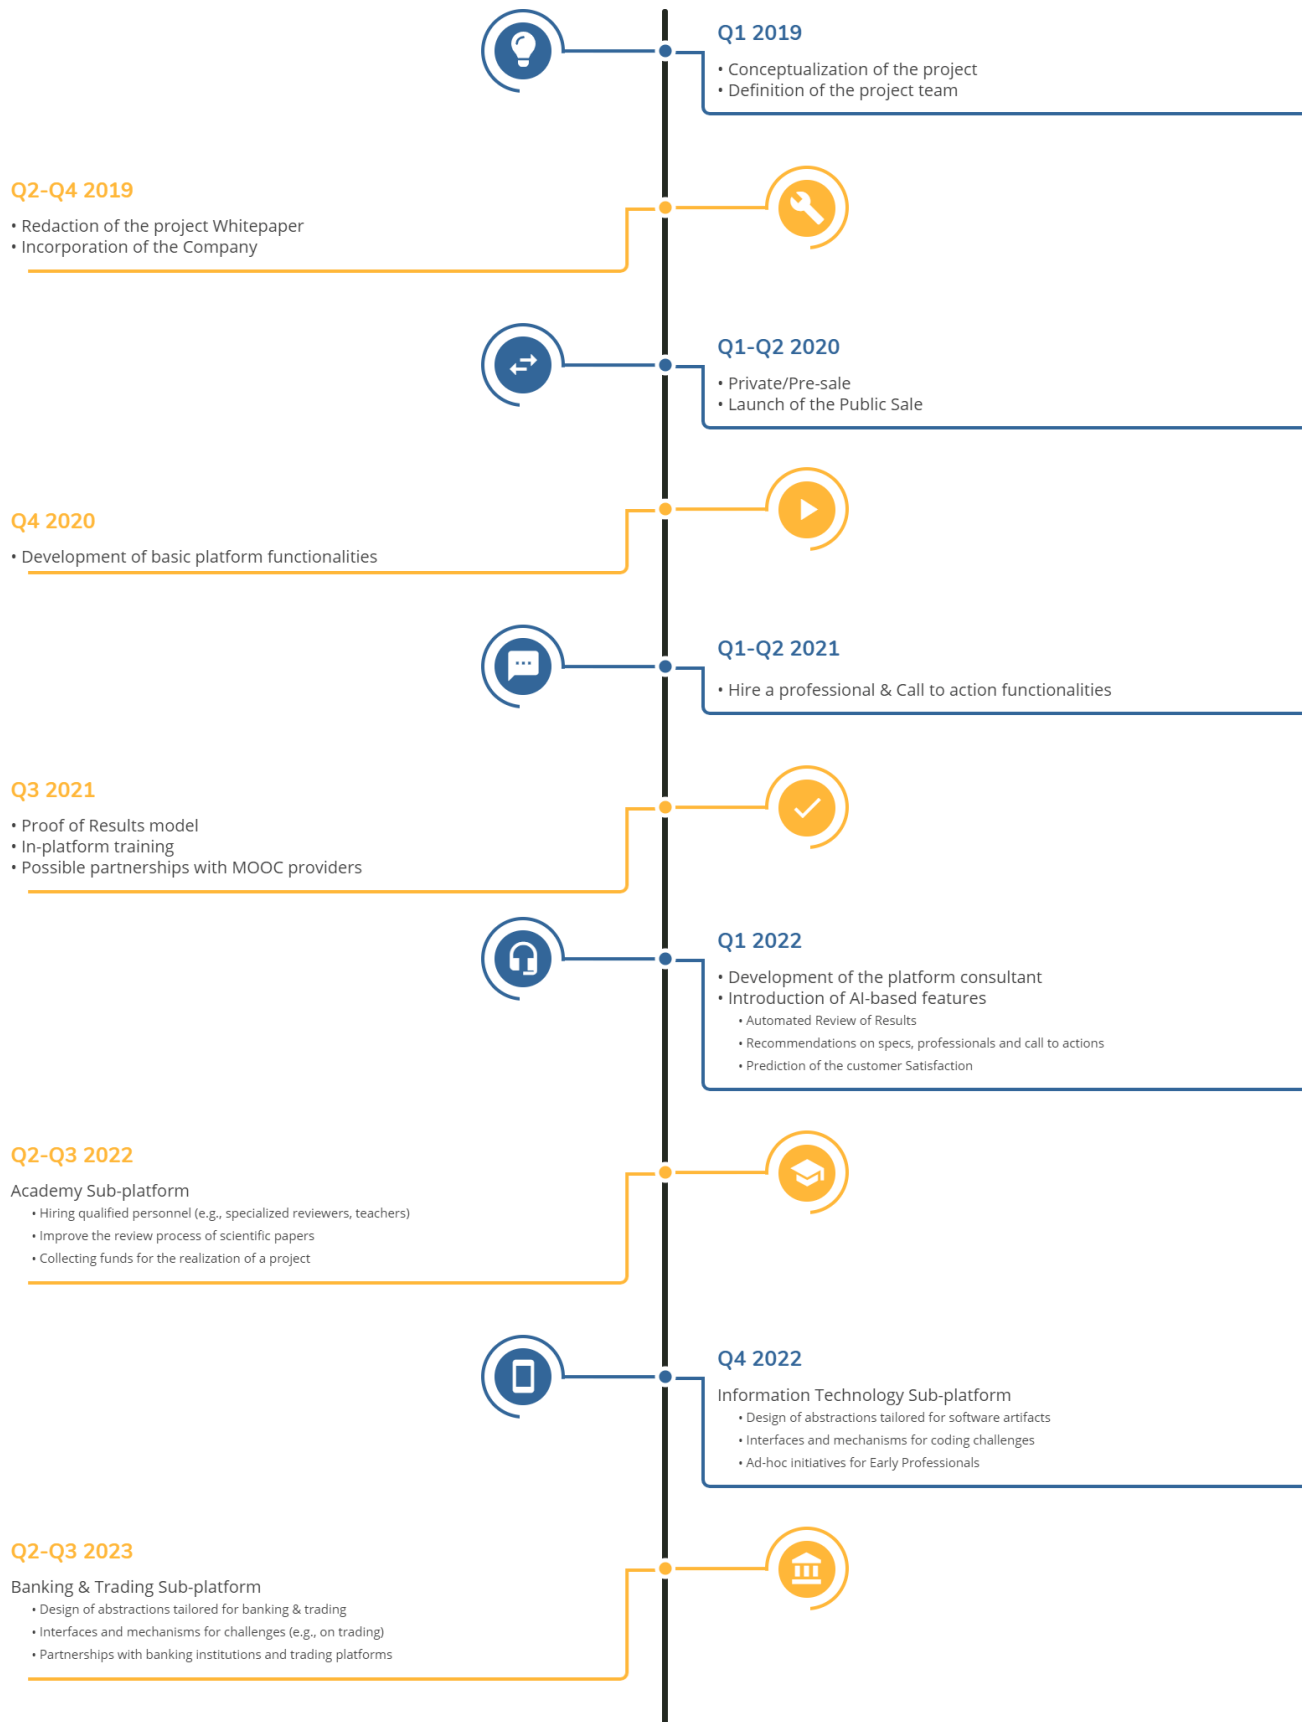 Q1 2019
• Conceptualization of the project
• Definition of the project team
Q2-Q4 2019
• Redaction of the project Whitepaper
• Incorporation of the Company
Q1-Q2 2020
• Private/Pre-sale
• Launch of the Public Sale
Q4 2020
• Development of basic platform functionalities
Q1-Q2 2021
• Hire a professional & Call to action functionalities
Q3 2021
• Proof of Results model
• In-platform training
• Possible partnerships with MOOC providers
Q1 2022
• Development of the platform consultant
• Introduction of AI-based features
• Automated Review of Results
• Recommendations on specs, professionals and call to actions
• Prediction of the customer Satisfaction
Q2-Q3 2022
Academy Sub-platform
• Hiring qualified personnel (e.g., specialized reviewers, teachers)
• Improve the review process of scientific papers
• Collecting funds for the realization of a project
Q4 2022
Information Technology Sub-platform
• Design of abstractions tailored for software artifacts
• Interfaces and mechanisms for coding challenges
• Ad-hoc initiatives for Early Professionals
Q2-Q3 2023
Banking & Trading Sub-platform
• Design of abstractions tailored for banking & trading
• Interfaces and mechanisms for challenges (e.g., on trading)
• Partnerships with banking institutions and trading platforms